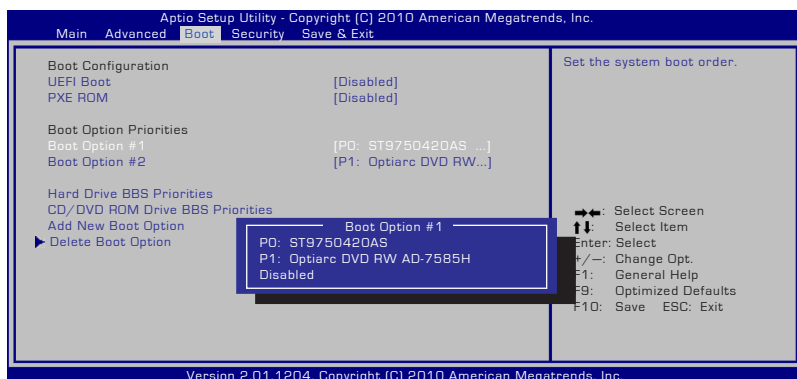 Aptio Setup Utility - Copyright (C) 2010 American Megatrends, Inc.
Main Advanced Boot Security Save & Exit
Boot Configuration
UEFI Boot [Disabled]
PXE ROM [Disabled]
Boot Option Priorities
Boot Option #1 [P0: ST9750420AS ...]
Boot Option #2 [P1: Optiarc DVD RW...]
Hard Drive BBS Priorities
CD/DVD ROM Drive BBS Priorities
Add New Boot Option
Delete Boot Option
Boot Option #1
P0: ST9750420AS
P1: Optiarc DVD RW AD-7585H
Disabled
Set the system boot order.
→←: Select Screen
↑↓: Select Item
Enter: Select
+/—: Change Opt.
F1: General Help
F9: Optimized Defaults
F10: Save ESC: Exit
Version 2.01.1204. Copyright (C) 2010 American Megatrends, Inc.